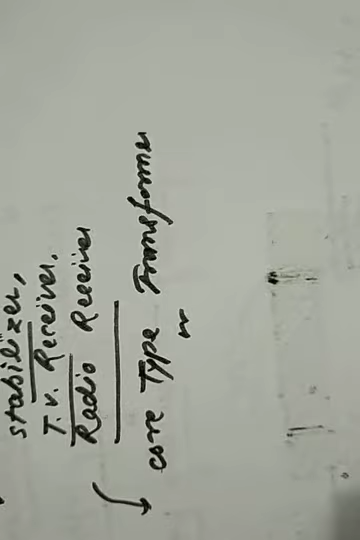 stabilizer,
T.V. Receiver.
Radio Receiver
Core Type Transformer